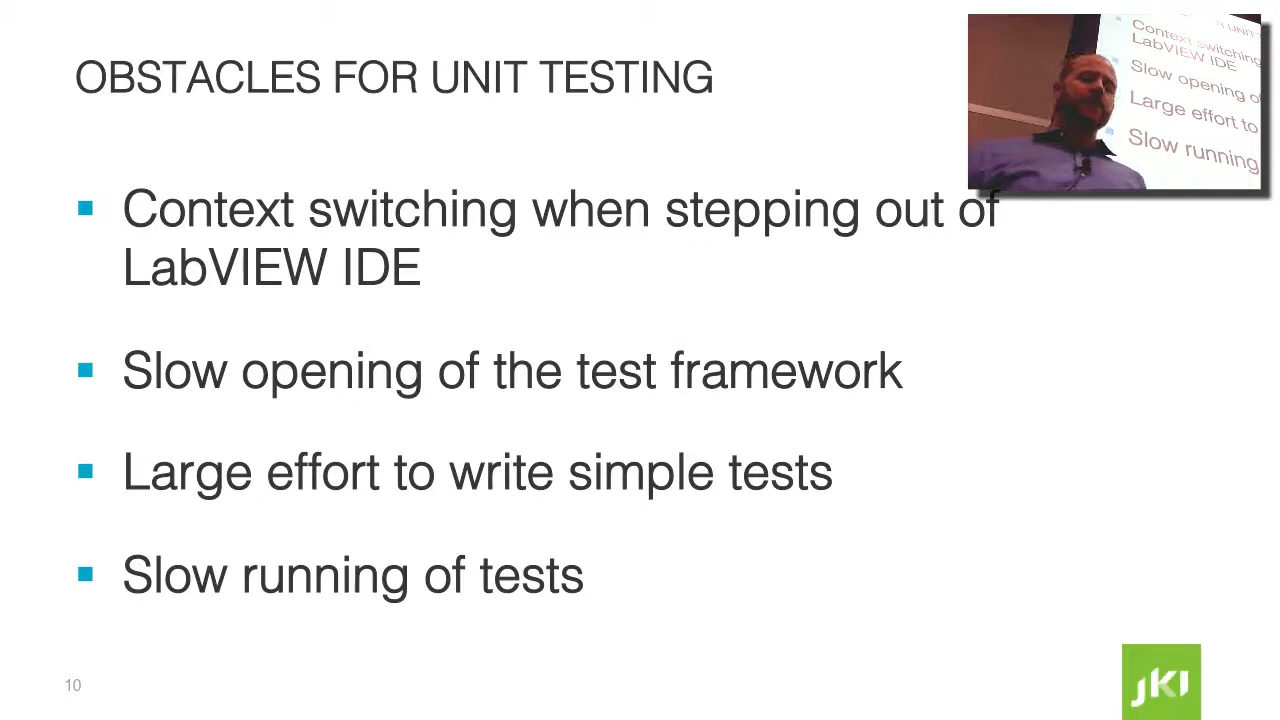 OBSTACLES FOR UNIT TESTING
Context switching
LabVIEW IDE
Slow opening of
Large effort to
Slow running
Context switching when stepping out of
LabVIEW IDE
Slow opening of the test framework
Large effort to write simple tests
Slow running of tests
10
jKI